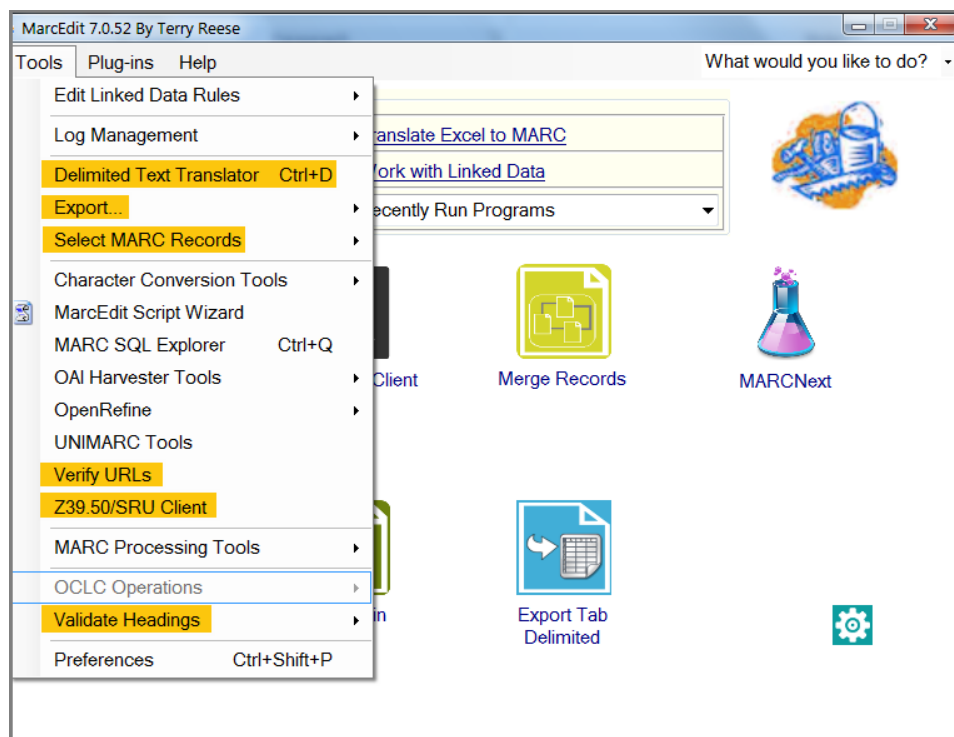 MarcEdit 7.0.52 By Terry Reese
Tools Plug-ins Help What would you like to do?
Edit Linked Data Rules
Log Management
Delimited Text Translator Ctrl+D
Export...
Select MARC Records
Character Conversion Tools
MarcEdit Script Wizard
MARC SQL Explorer Ctrl+Q
OAI Harvester Tools
OpenRefine
UNIMARC Tools
Verify URLs
Z39.50/SRU Client
MARC Processing Tools
OCLC Operations
Validate Headings
Preferences Ctrl+Shift+P
ranslate Excel to MARC
ork with Linked Data
ecently Run Programs
Client
Merge Records
MARCNext
in
Export Tab
Delimited